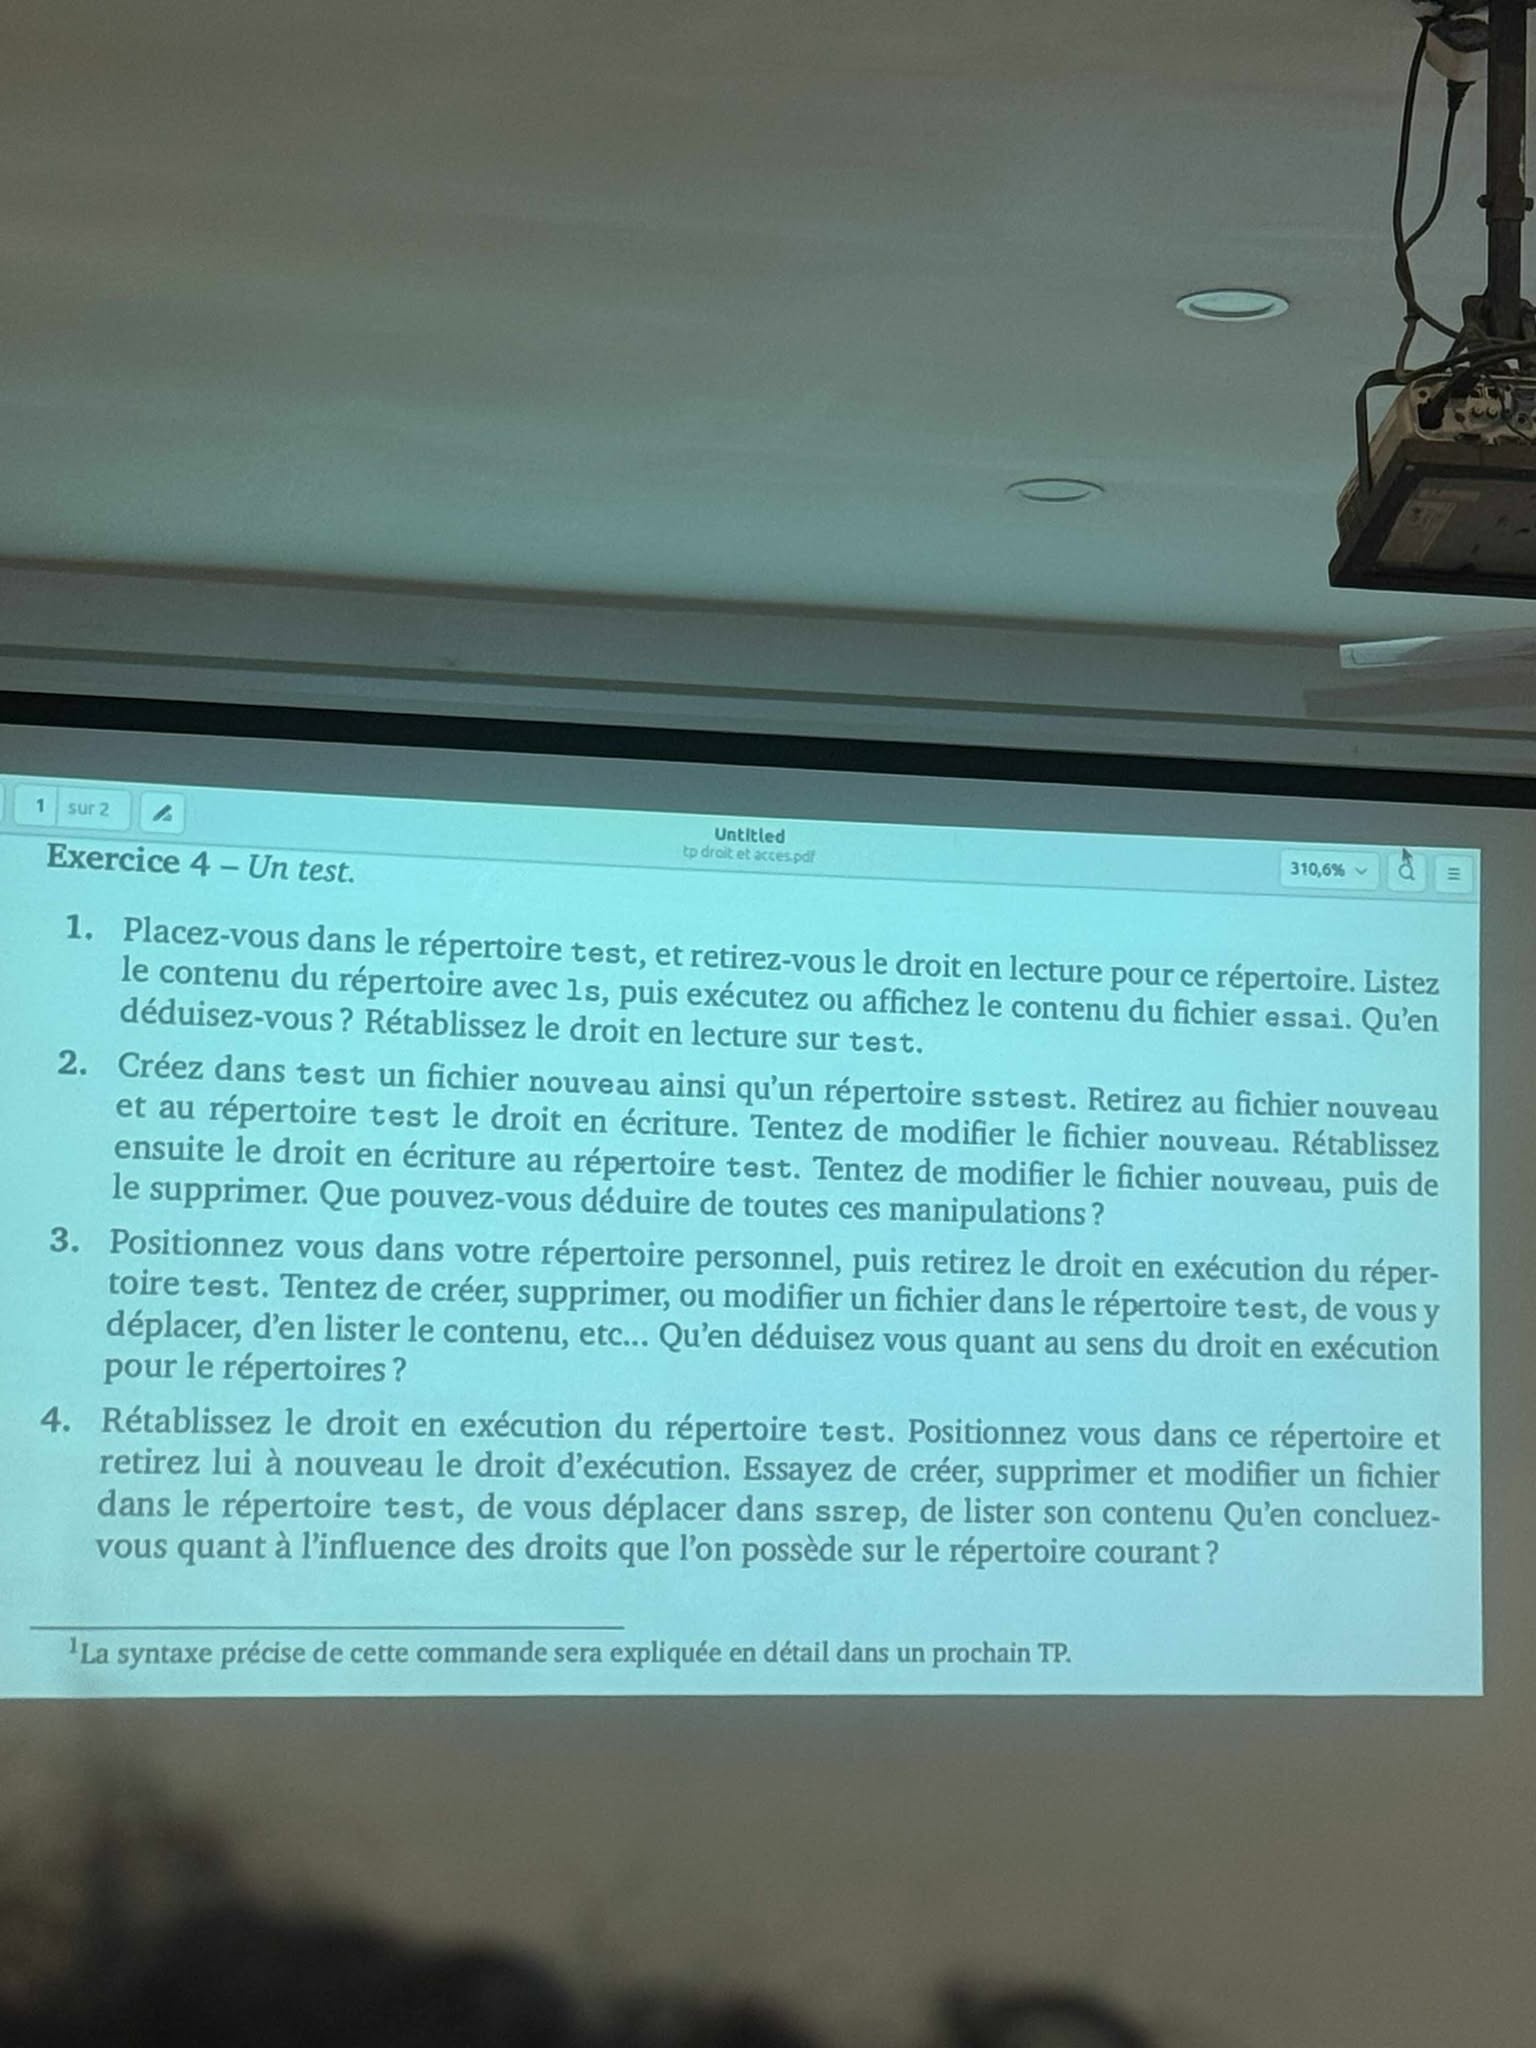 1 sur 2
Untitled
tp droit et acces.pdf
310,6%
Exercice 4 – Un test.
1. Placez-vous dans le répertoire test, et retirez-vous le droit en lecture pour ce répertoire. Listez
le contenu du répertoire avec ls, puis exécutez ou affichez le contenu du fichier essai. Qu'en
déduisez-vous ? Rétablissez le droit en lecture sur test.
2. Créez dans test un fichier nouveau ainsi qu'un répertoire sstest. Retirez au fichier nouveau
et au répertoire test le droit en écriture. Tentez de modifier le fichier nouveau. Rétablissez
ensuite le droit en écriture au répertoire test. Tentez de modifier le fichier nouveau, puis de
le supprimer. Que pouvez-vous déduire de toutes ces manipulations ?
3. Positionnez vous dans votre répertoire personnel, puis retirez le droit en exécution du réper-
toire test. Tentez de créer, supprimer, ou modifier un fichier dans le répertoire test, de vous y
déplacer, d'en lister le contenu, etc... Qu'en déduisez vous quant au sens du droit en exécution
pour le répertoires ?
4. Rétablissez le droit en exécution du répertoire test. Positionnez vous dans ce répertoire et
retirez lui à nouveau le droit d'exécution. Essayez de créer, supprimer et modifier un fichier
dans le répertoire test, de vous déplacer dans ssrep, de lister son contenu Qu'en concluez-
vous quant à l'influence des droits que l'on possède sur le répertoire courant ?
1La syntaxe précise de cette commande sera expliquée en détail dans un prochain TP.